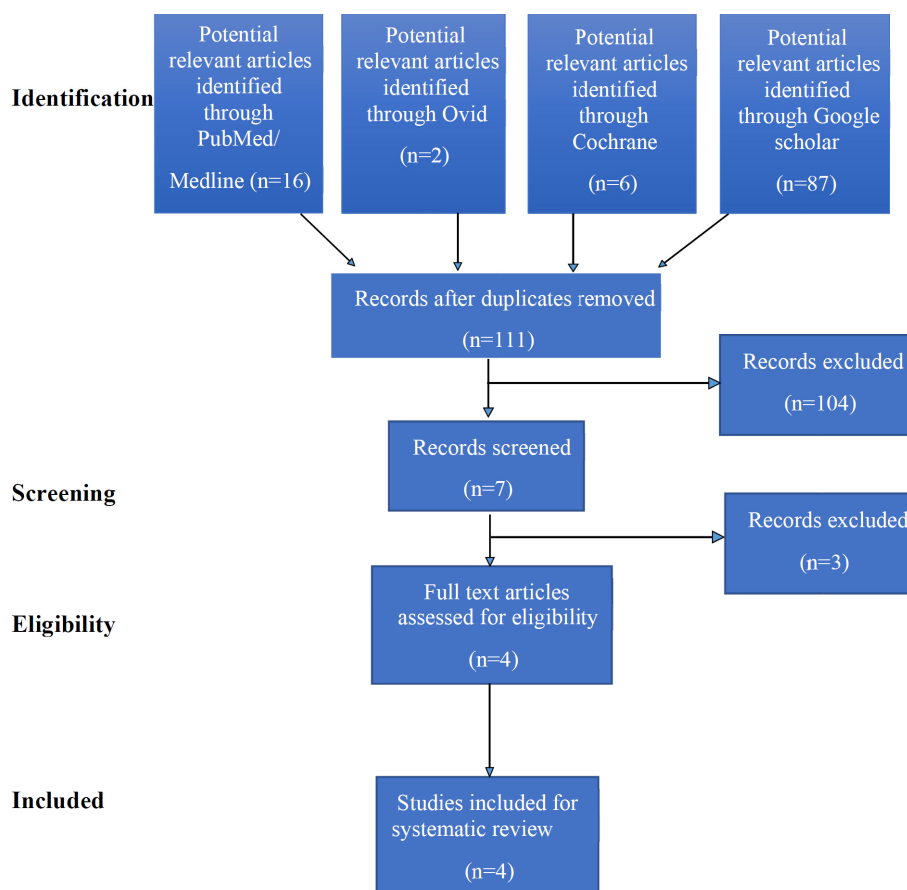 Identification
Potential
relevant articles
identified
through
PubMed/
Medline (n=16)
Potential
relevant articles
identified
through Ovid
(n=2)
Potential
relevant articles
identified
through
Cochrane
(n=6)
Potential
relevant articles
identified
through Google
scholar
(n=87)
Records after duplicates removed
(n=111)
Records excluded
(n=104)
Screening
Records screened
(n=7)
Records excluded
(n=3)
Eligibility
Full text articles
assessed for eligibility
(n=4)
Included
Studies included for
systematic review
(n=4)